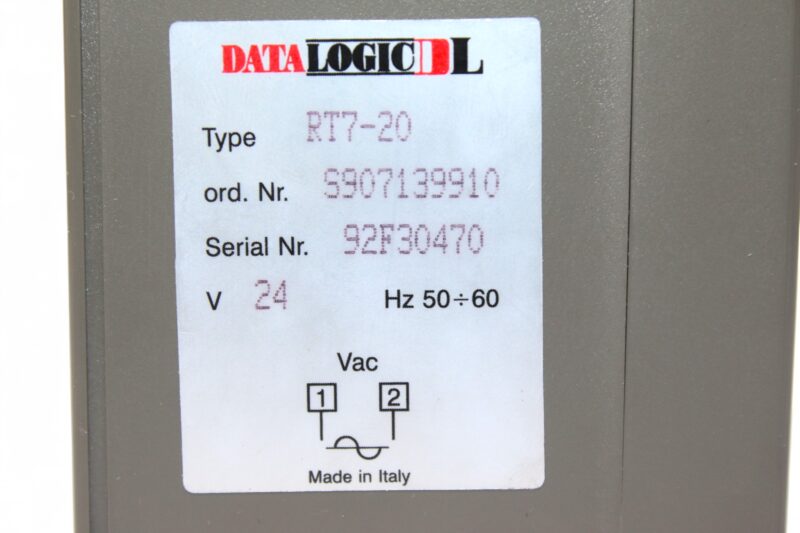 DATALOGIC DL
Type RT7-20
ord. Nr. S907139910
Serial Nr. 92F30470
V 24 Hz 50÷60
Vac
1 2
Made in Italy